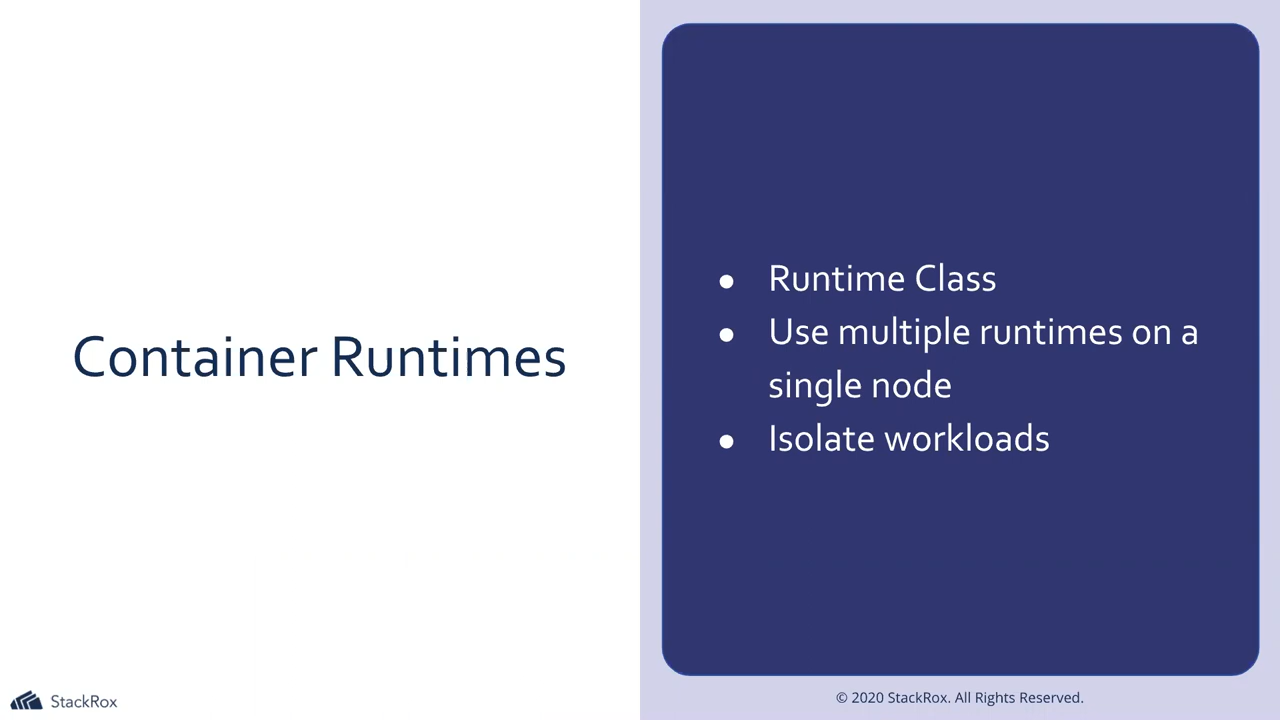 Container Runtimes
● Runtime Class
● Use multiple runtimes on a
single node
● Isolate workloads
StackRox
© 2020 StackRox. All Rights Reserved.